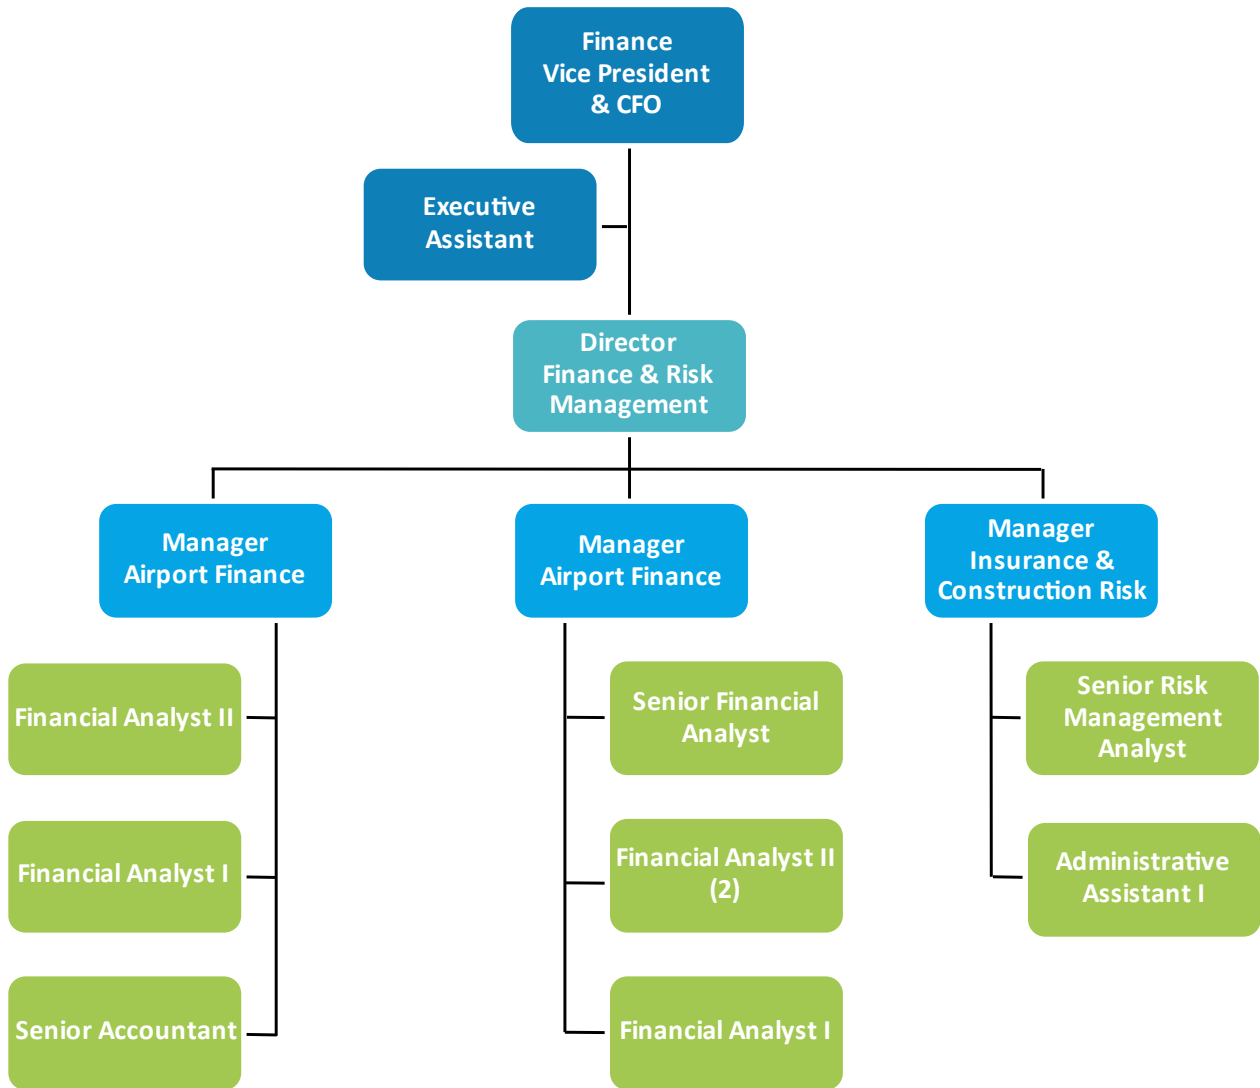 Finance
Vice President
& CFO
Executive
Assistant
Director
Finance & Risk
Management
Manager
Airport Finance
Manager
Airport Finance
Manager
Insurance &
Construction Risk
Financial Analyst II
Senior Financial
Analyst
Senior Risk
Management
Analyst
Financial Analyst I
Financial Analyst II
(2)
Administrative
Assistant I
Senior Accountant
Financial Analyst I